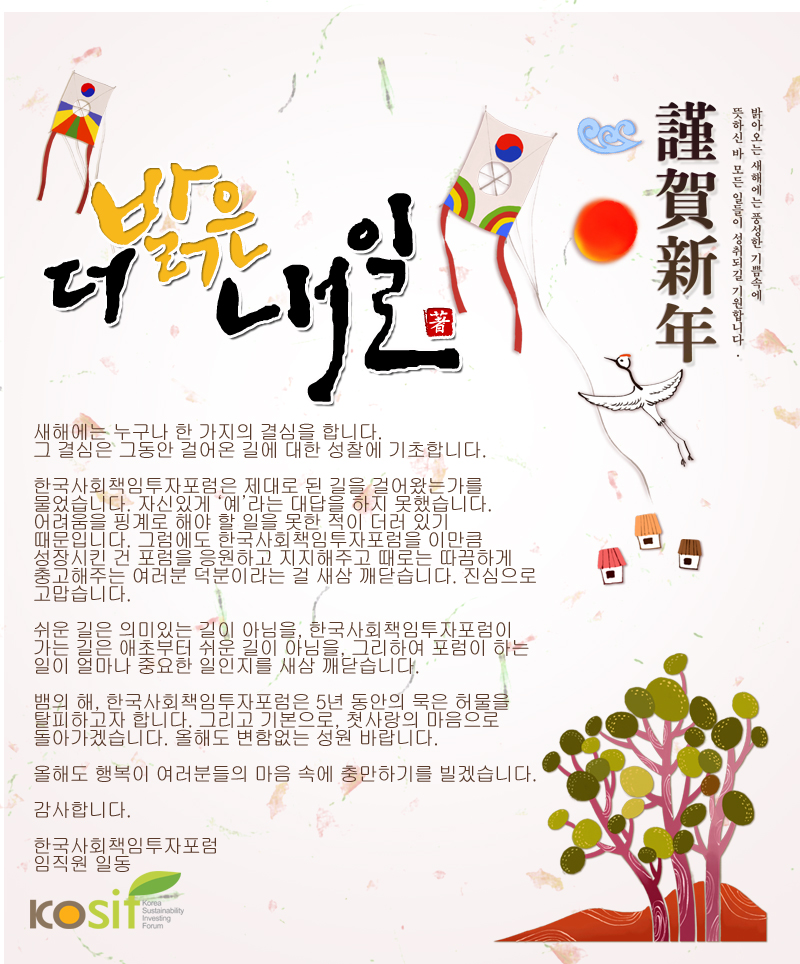 더 밝은 내일
著
謹賀新年
밝아오는 새해에는 풍성한 기쁨속에
뜻하신 바 모든 일들이 성취되길 기원합니다.
새해에는 누구나 한 가지의 결심을 합니다.
그 결심은 그동안 걸어온 길에 대한 성찰에 기초합니다.
한국사회책임투자포럼은 제대로 된 길을 걸어왔는가를
물었습니다. 자신있게 ‘예’라는 대답을 하지 못했습니다.
어려움을 핑계로 해야 할 일을 못한 적이 더러 있기
때문입니다. 그럼에도 한국사회책임투자포럼을 이만큼
성장시킨 건 포럼을 응원하고 지지해주고 때로는 따끔하게
충고해주는 여러분 덕분이라는 걸 새삼 깨닫습니다. 진심으로
고맙습니다.
쉬운 길은 의미있는 길이 아님을, 한국사회책임투자포럼이
가는 길은 애초부터 쉬운 길이 아님을, 그리하여 포럼이 하는
일이 얼마나 중요한 일인지를 새삼 깨닫습니다.
뱀의 해, 한국사회책임투자포럼은 5년 동안의 묵은 허물을
탈피하고자 합니다. 그리고 기본으로, 첫사랑의 마음으로
돌아가겠습니다. 올해도 변함없는 성원 바랍니다.
올해도 행복이 여러분들의 마음 속에 충만하기를 빌겠습니다.
감사합니다.
한국사회책임투자포럼
임직원 일동
KOSIF
Korea
Sustainability
Investing
Forum